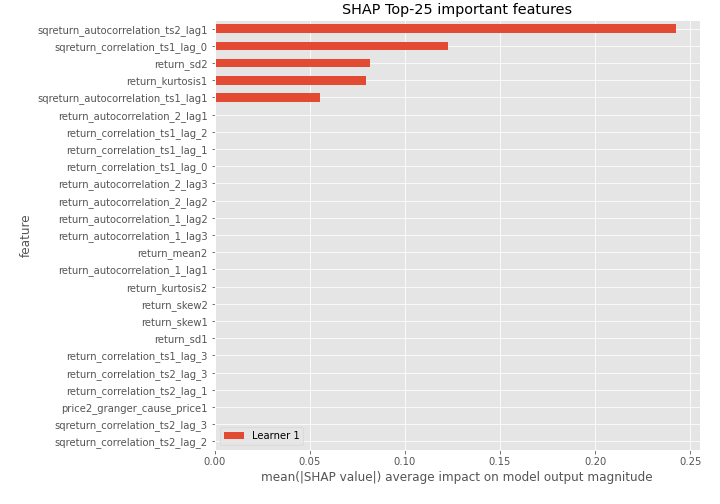 SHAP Top-25 important features
sqreturn_autocorrelation_ts2_lag1
sqreturn_correlation_ts1_lag_0
return_sd2
return_kurtosis1
sqreturn_autocorrelation_ts1_lag1
return_autocorrelation_2_lag1
return_correlation_ts1_lag_2
return_correlation_ts1_lag_1
return_correlation_ts1_lag_0
return_autocorrelation_2_lag3
return_autocorrelation_2_lag2
return_autocorrelation_1_lag2
return_autocorrelation_1_lag3
return_mean2
return_autocorrelation_1_lag1
return_kurtosis2
return_skew2
return_skew1
return_sd1
return_correlation_ts1_lag_3
return_correlation_ts2_lag_3
return_correlation_ts2_lag_1
price2_granger_cause_price1
sqreturn_correlation_ts2_lag_3
sqreturn_correlation_ts2_lag_2
feature
Learner 1
0.00 0.05 0.10 0.15 0.20 0.25
mean(|SHAP value|) average impact on model output magnitude